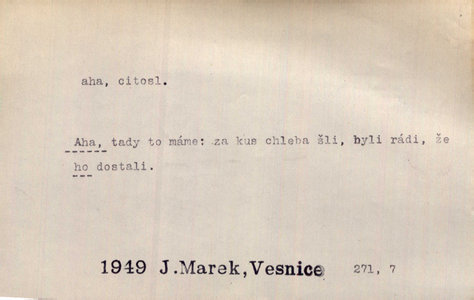 aha, citosl.
Aha, tady to máme: za kus chleba šli, byli rádi, že
ho dostali.
1949 J.Marek,Vesnice 271, 7